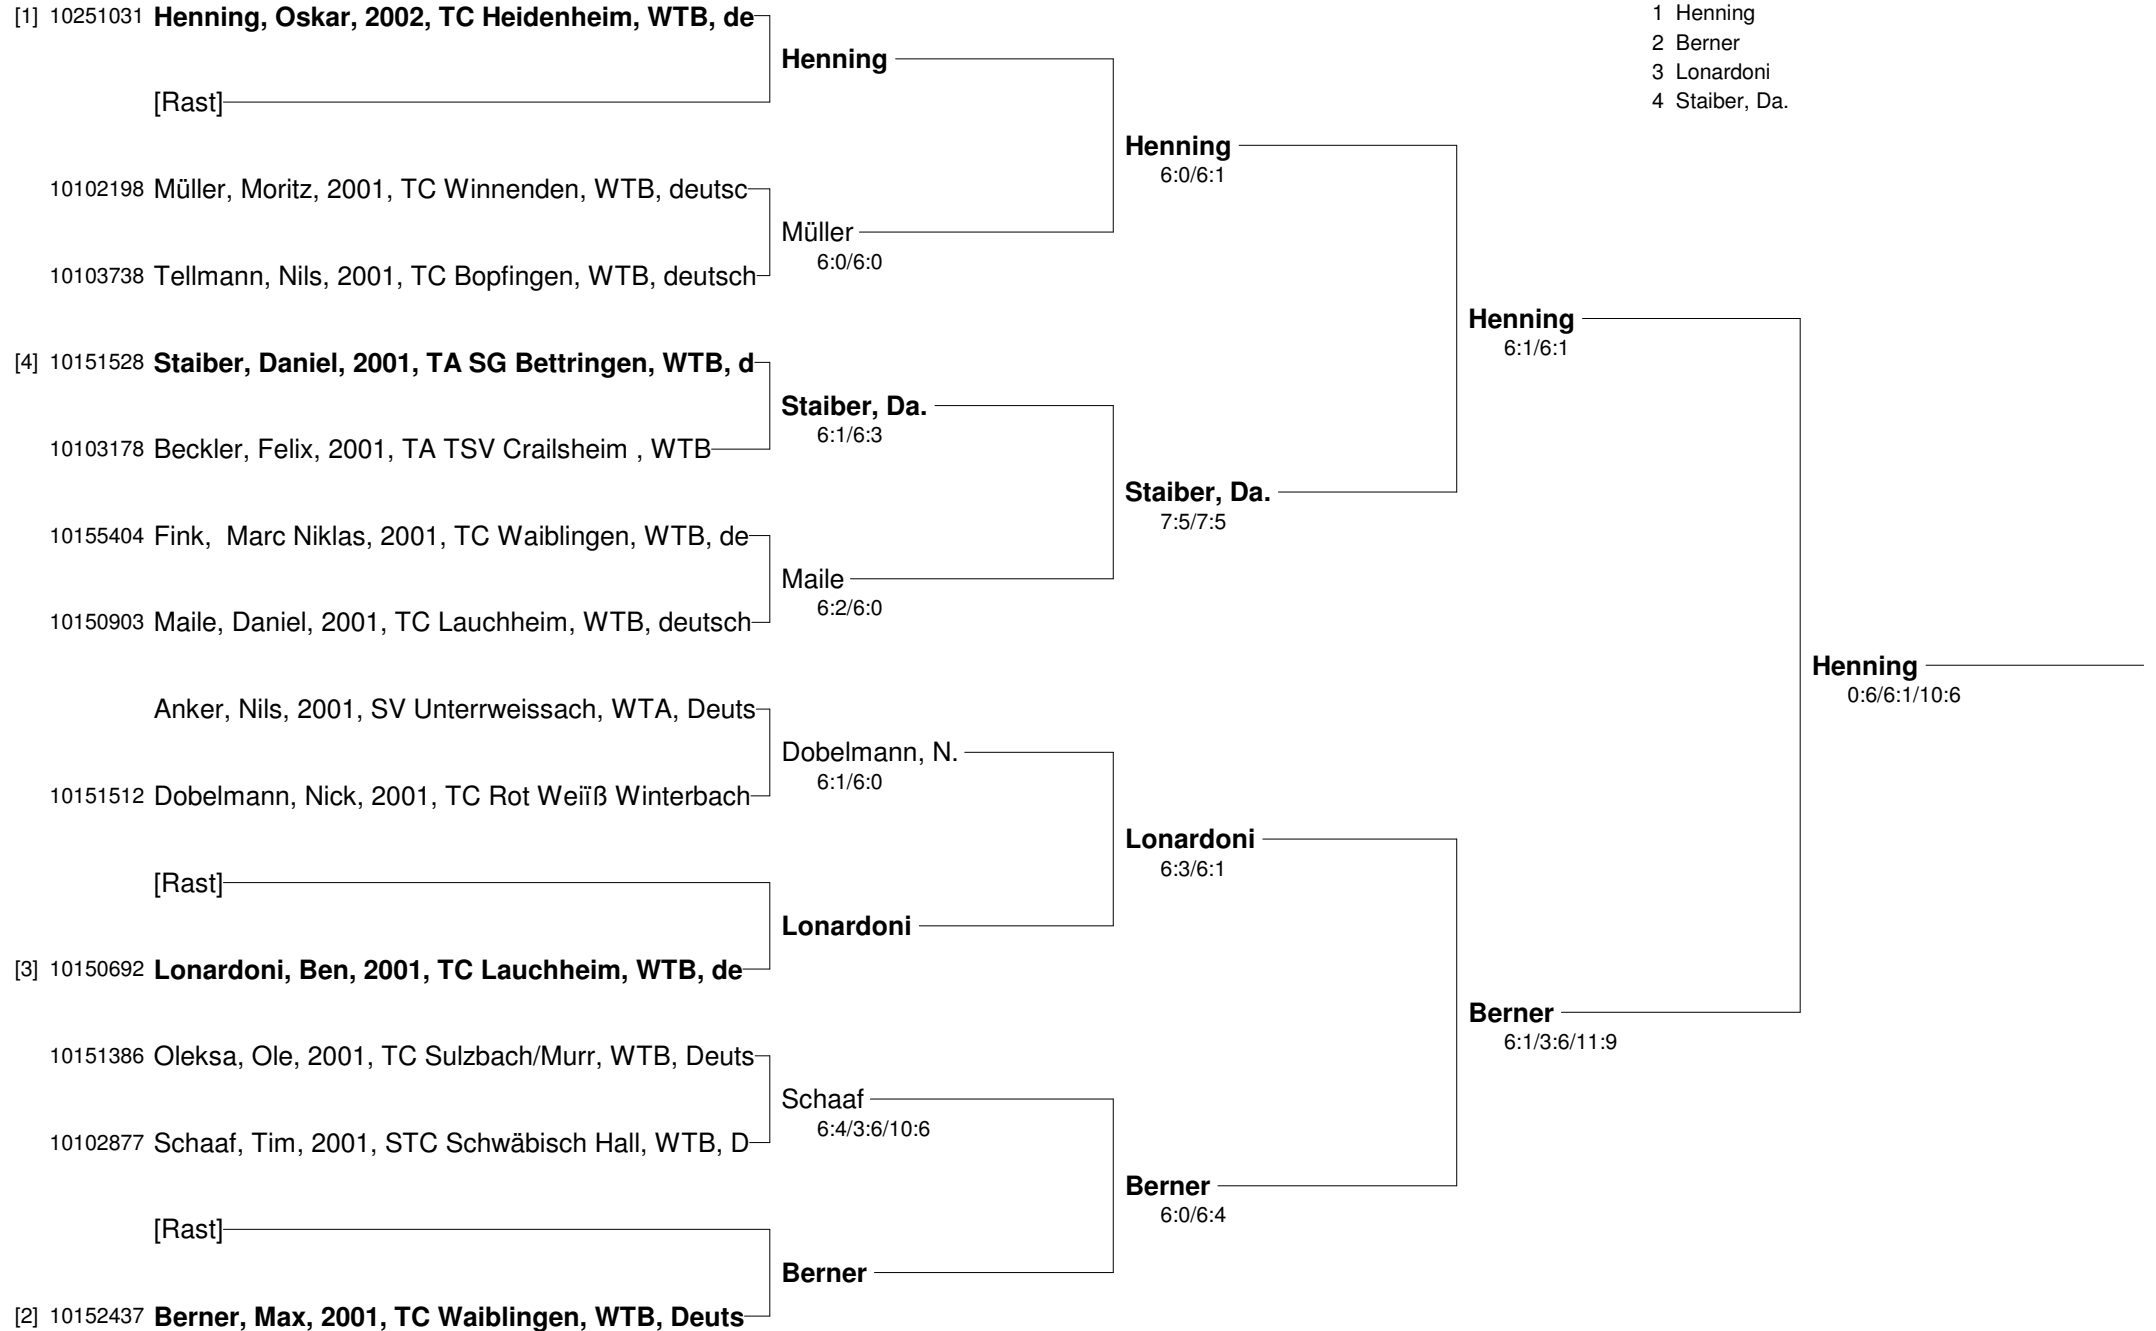 [1] 10251031 Henning, Oskar, 2002, TC Heidenheim, WTB, de
1 Henning
2 Berner
3 Lonardoni
4 Staiber, Da.
Henning
[Rast]
Henning
6:0/6:1
10102198 Müller, Moritz, 2001, TC Winnenden, WTB, deutsc
Müller
6:0/6:0
10103738 Tellmann, Nils, 2001, TC Bopfingen, WTB, deutsch
Henning
6:1/6:1
[4] 10151528 Staiber, Daniel, 2001, TA SG Bettringen, WTB, d
Staiber, Da.
6:1/6:3
10103178 Beckler, Felix, 2001, TA TSV Crailsheim , WTB
Staiber, Da.
7:5/7:5
10155404 Fink,  Marc Niklas, 2001, TC Waiblingen, WTB, de
Maile
6:2/6:0
10150903 Maile, Daniel, 2001, TC Lauchheim, WTB, deutsch
Henning
0:6/6:1/10:6
Anker, Nils, 2001, SV Unterrweissach, WTA, Deuts
Dobelmann, N.
6:1/6:0
10151512 Dobelmann, Nick, 2001, TC Rot Weiïß Winterbach
Lonardoni
6:3/6:1
[Rast]
Lonardoni
[3] 10150692 Lonardoni, Ben, 2001, TC Lauchheim, WTB, de
Berner
6:1/3:6/11:9
10151386 Oleksa, Ole, 2001, TC Sulzbach/Murr, WTB, Deuts
Schaaf
6:4/3:6/10:6
10102877 Schaaf, Tim, 2001, STC Schwäbisch Hall, WTB, D
Berner
6:0/6:4
[Rast]
Berner
[2] 10152437 Berner, Max, 2001, TC Waiblingen, WTB, Deuts